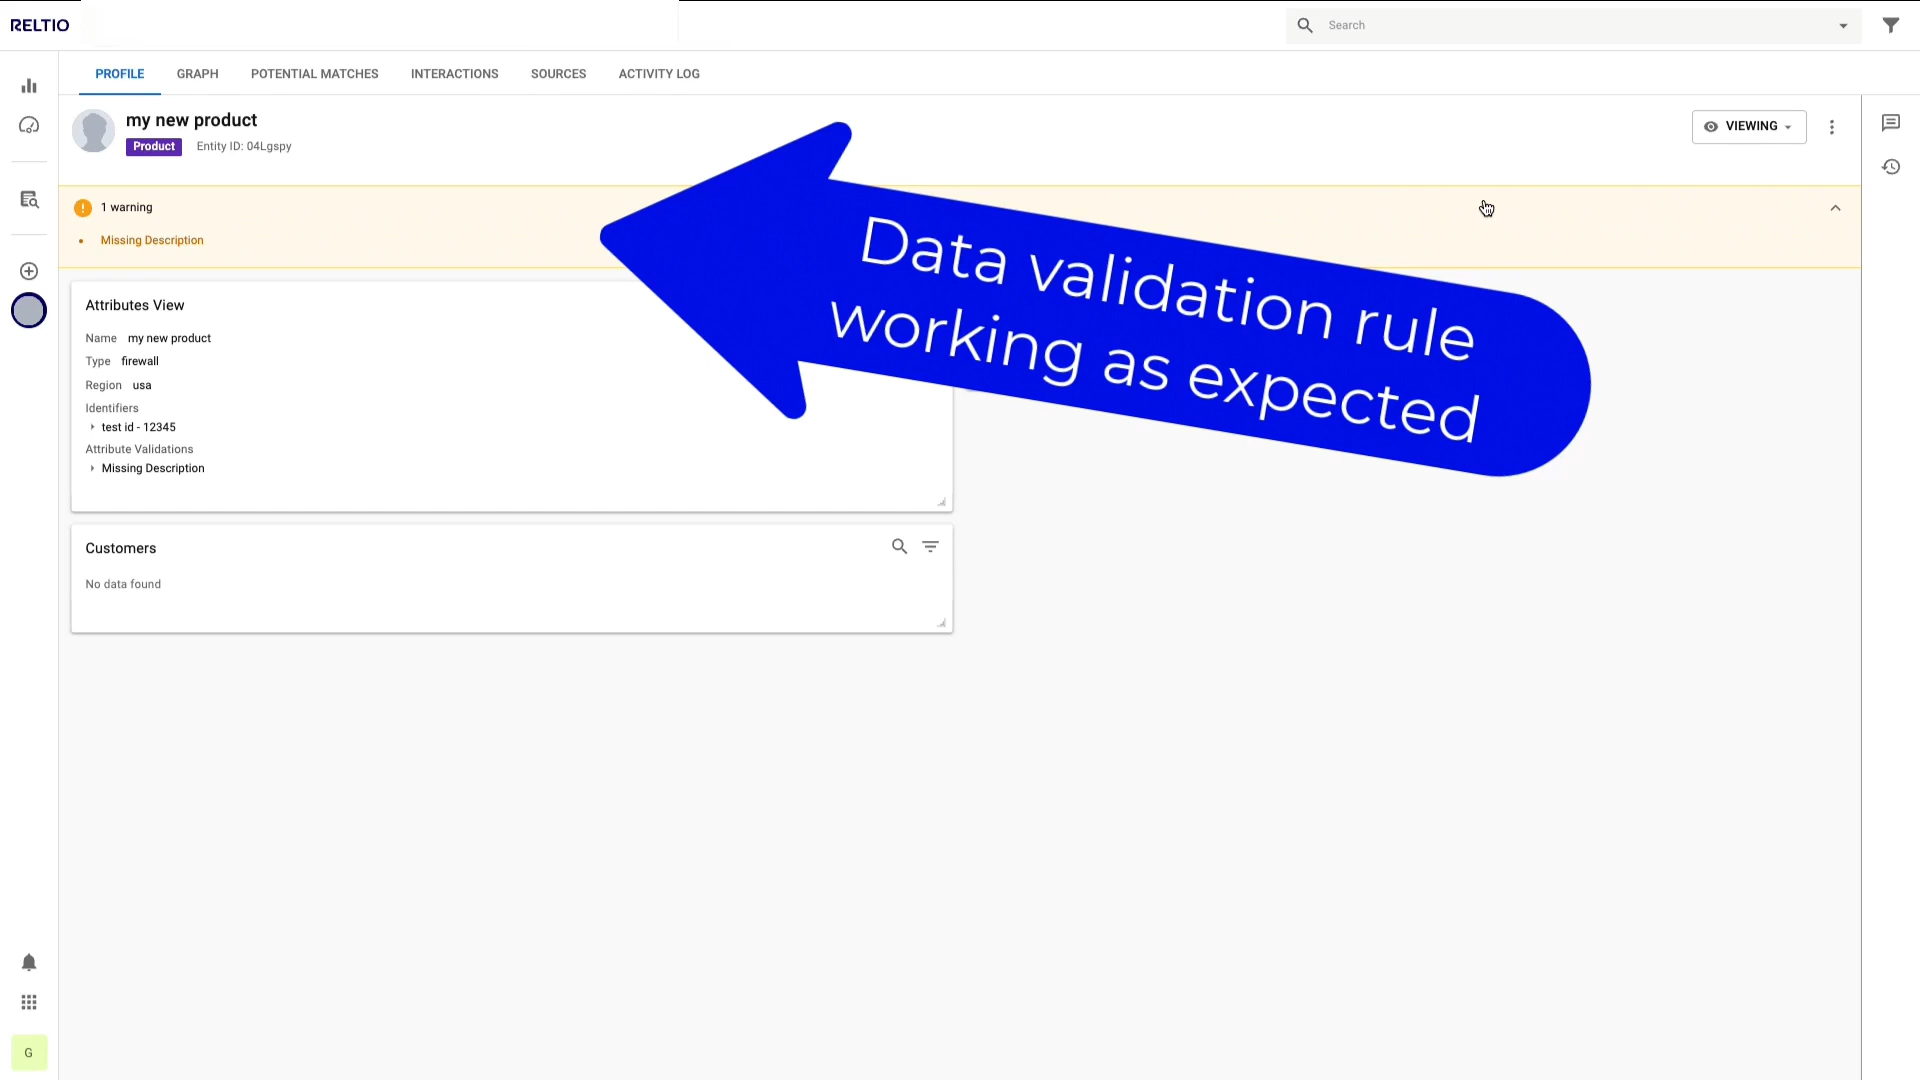 RELTIO
Search
PROFILE GRAPH POTENTIAL MATCHES INTERACTIONS SOURCES ACTIVITY LOG
my new product
Product Entity ID: 04Lgspy
VIEWING
1 warning
• Missing Description
Data validation rule
working as expected
Attributes View
Name my new product
Type firewall
Region usa
Identifiers
test id - 12345
Attribute Validations
Missing Description
Customers
No data found
G